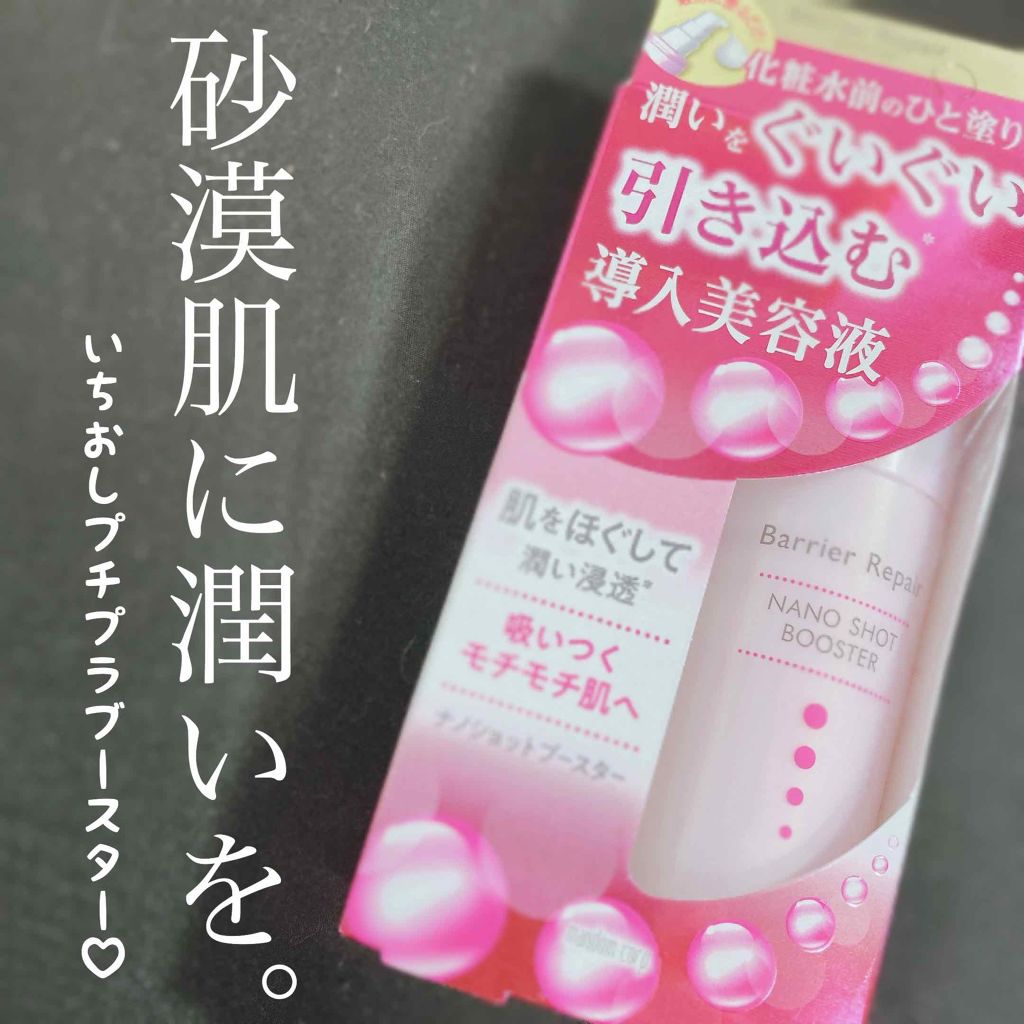 砂漠肌に潤いを。
いちおしプチプラブースター♡
化粧水前のひと塗り
潤いをぐいぐい
引き込む*
導入美容液
肌をほぐして
潤い浸透*
吸いつく
モチモチ肌へ
ナノショットブースター
Barrier Repair
NANO SHOT
BOOSTER
mandom corp